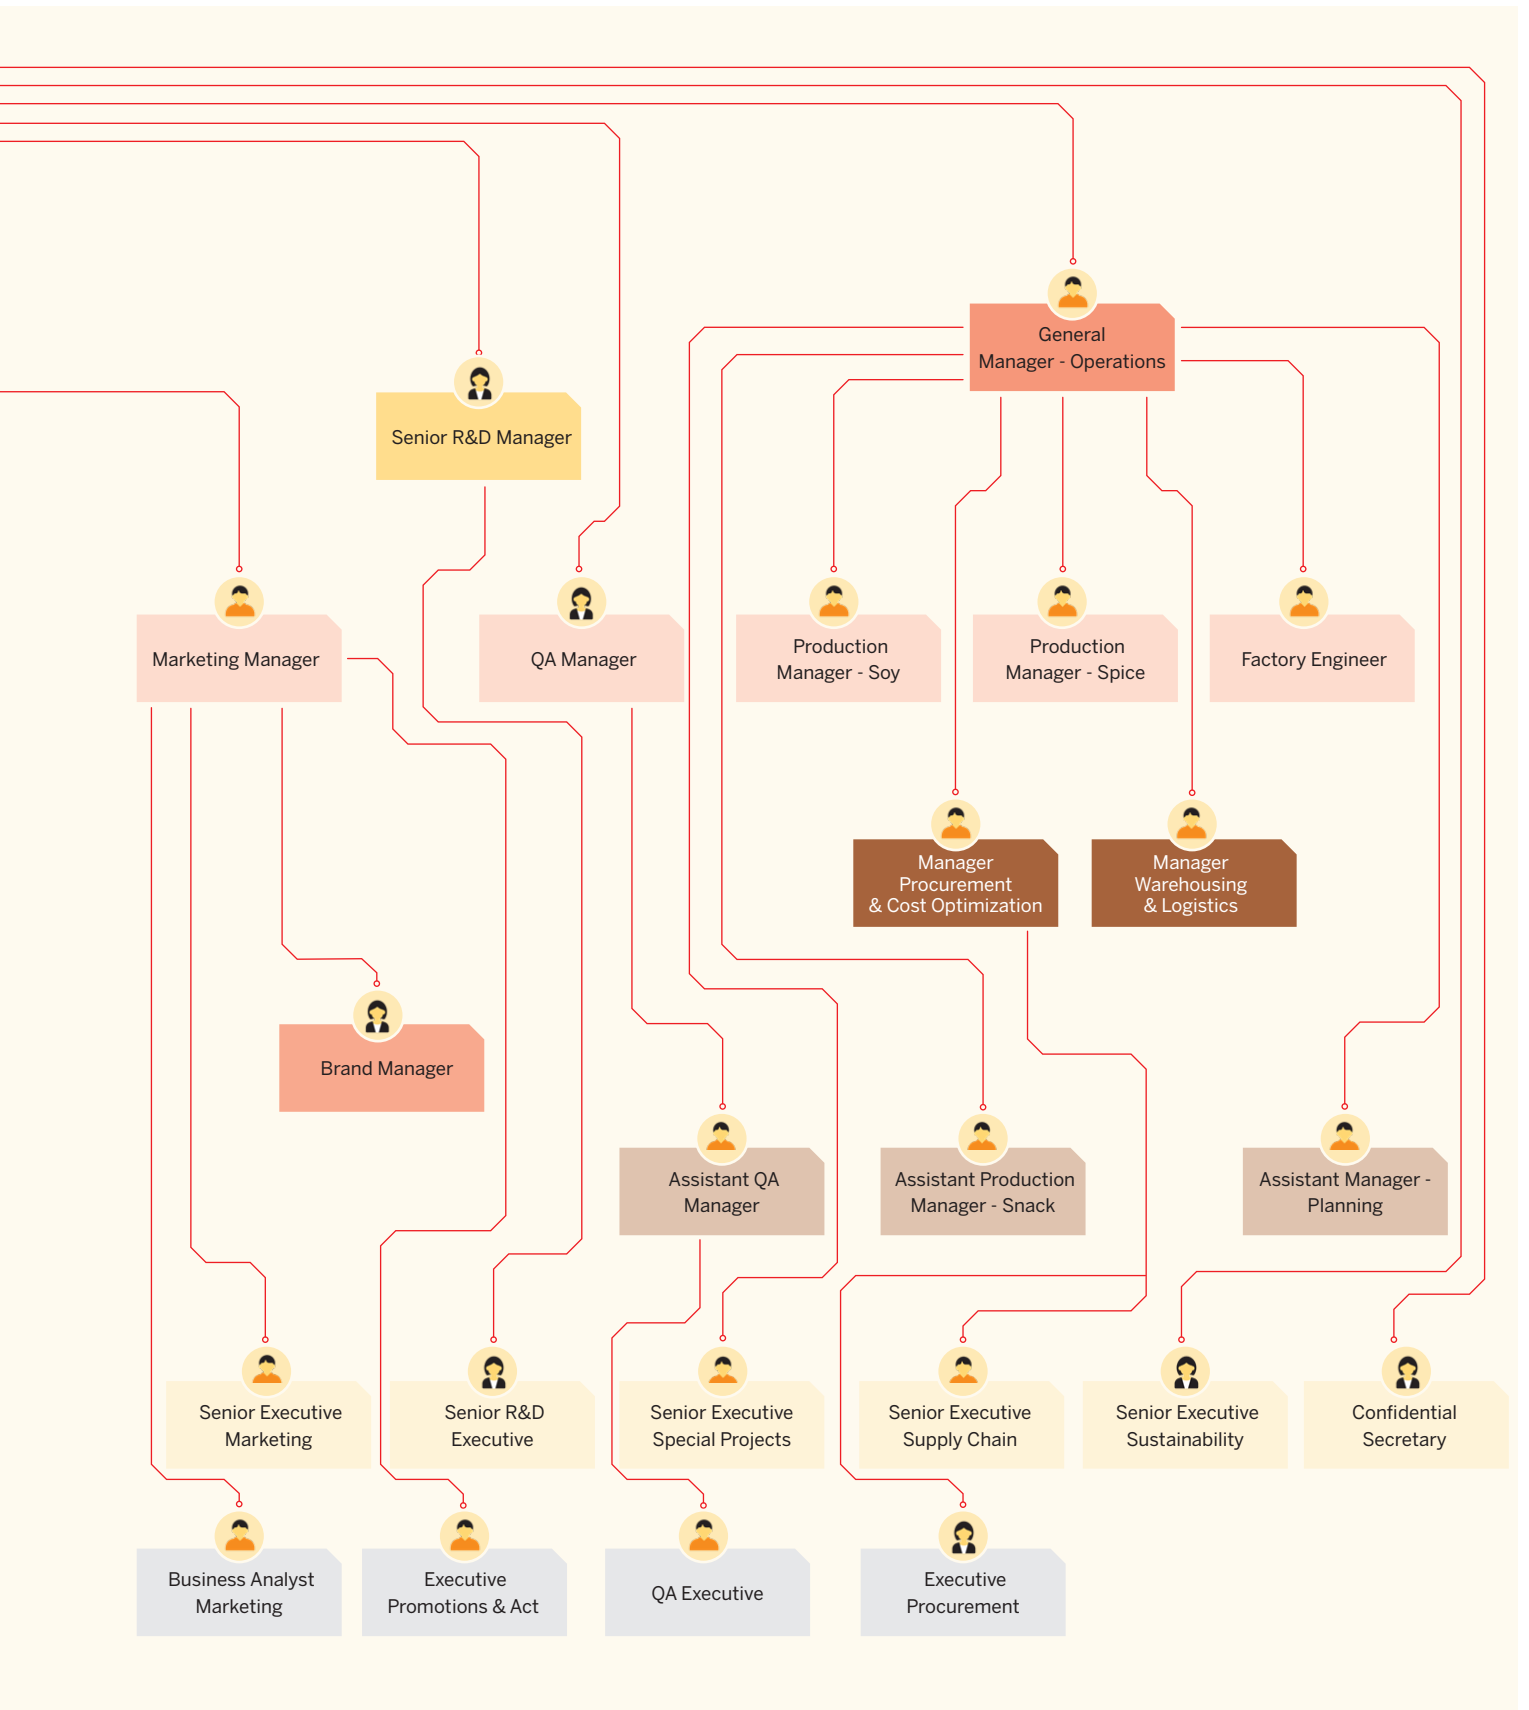 General
Manager - Operations
Senior R&D Manager
Marketing Manager
QA Manager
Production
Manager - Soy
Production
Manager - Spice
Factory Engineer
Manager
Procurement
& Cost Optimization
Manager
Warehousing
& Logistics
Brand Manager
Assistant QA
Manager
Assistant Production
Manager - Snack
Assistant Manager -
Planning
Senior Executive
Marketing
Senior R&D
Executive
Senior Executive
Special Projects
Senior Executive
Supply Chain
Senior Executive
Sustainability
Confidential
Secretary
Business Analyst
Marketing
Executive
Promotions & Act
QA Executive
Executive
Procurement